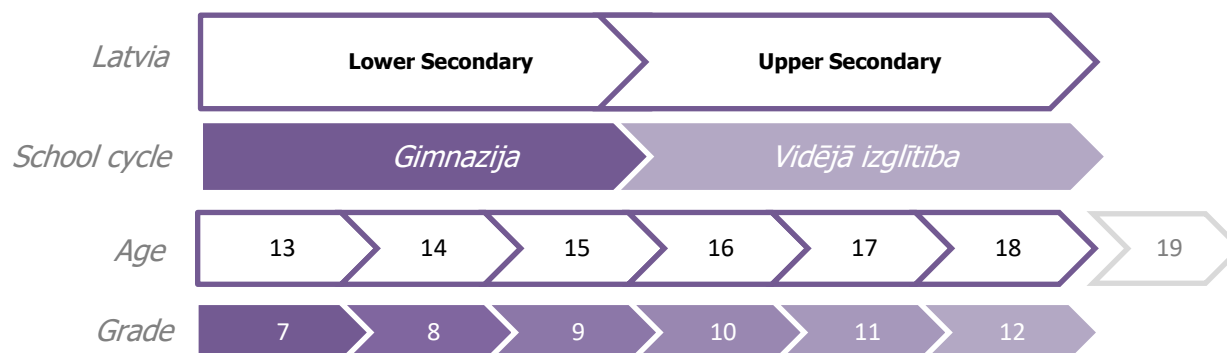 Latvia Lower Secondary Upper Secondary
School cycle Gimnazija Vidējā izglītība
Age 13 14 15 16 17 18 19
Grade 7 8 9 10 11 12